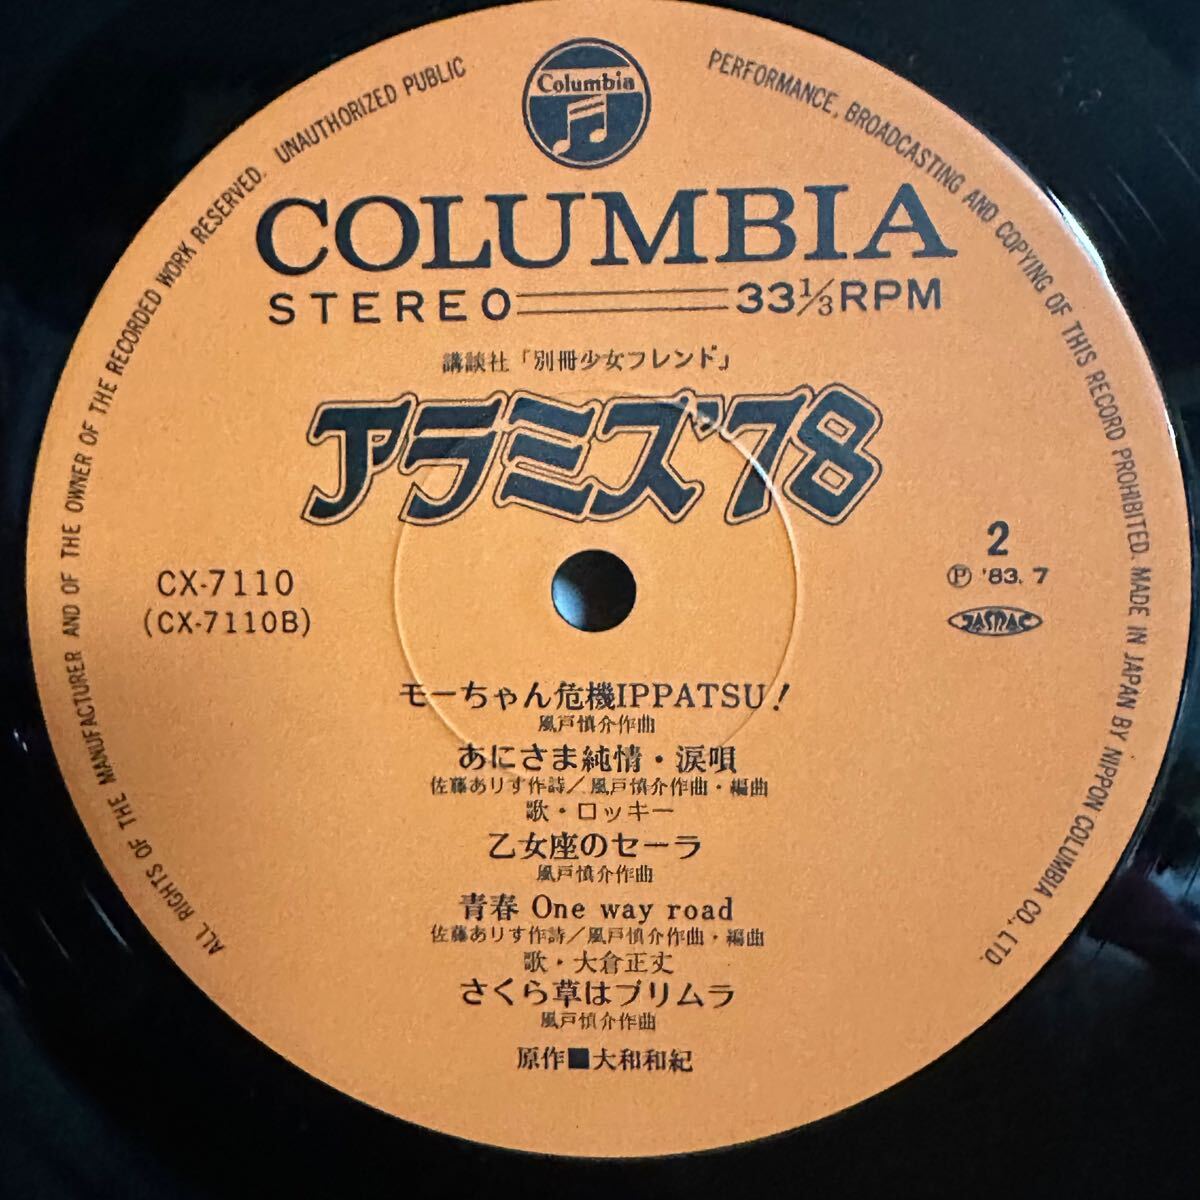 Columbia
COLUMBIA
STEREO 33 1/3 RPM
講談社「別冊少女フレンド」
アラミズ'78
2
CX-7110
(CX-7110B)
Ⓟ '83.7
JASRAC
モーちゃん危機IPPATSU!
風戸慎介作曲
あにさま純情・涙唄
佐藤ありす作詩/風戸慎介作曲・編曲
歌・ロッキー
乙女座のセーラ
風戸慎介作曲
青春 One way road
佐藤ありす作詩/風戸慎介作曲・編曲
歌・大倉正丈
さくら草はプリムラ
風戸慎介作曲
原作■大和和紀
ALL RIGHTS OF THE MANUFACTURER AND OF THE OWNER OF THE RECORDED WORK RESERVED. UNAUTHORIZED PUBLIC PERFORMANCE, BROADCASTING AND COPYING OF THIS RECORD PROHIBITED. MADE IN JAPAN BY NIPPON COLUMBIA CO., LTD.